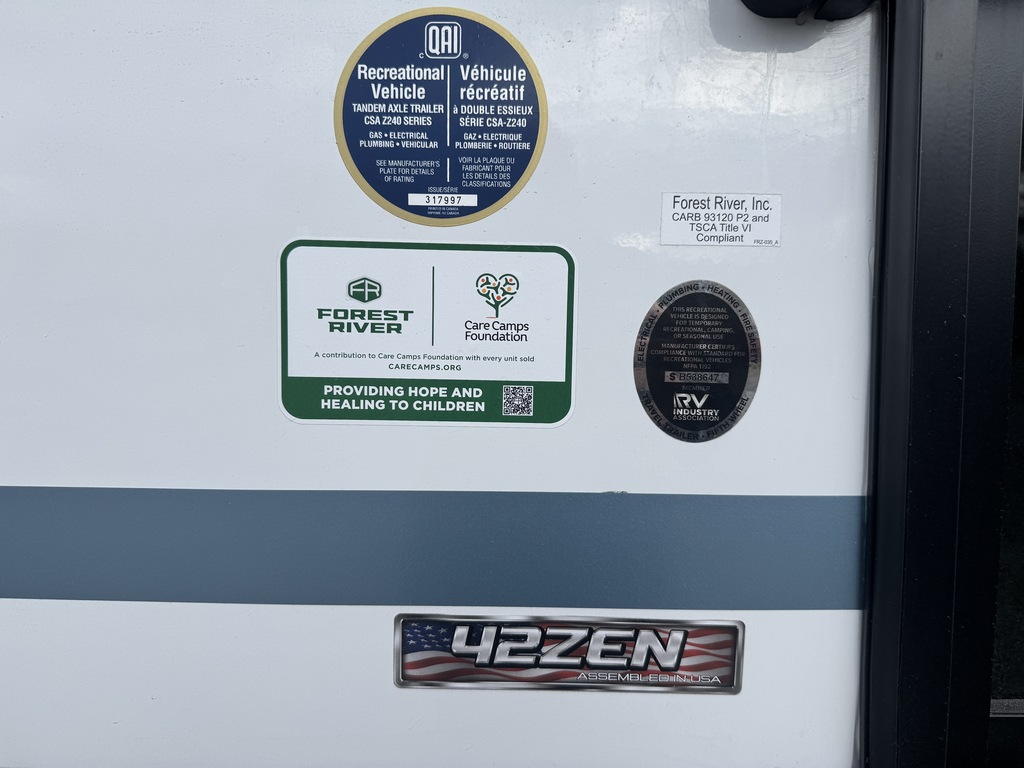 QAI
C ®
Recreational
Vehicle
TANDEM AXLE TRAILER
CSA Z240 SERIES
GAS • ELECTRICAL
PLUMBING • VEHICULAR
SEE MANUFACTURER'S
PLATE FOR DETAILS
OF RATING
Véhicule
récréatif
à DOUBLE ESSIEUX
SÉRIE CSA-Z240
GAZ • ELECTRIQUE
PLOMBERIE • ROUTIERE
VOIR LA PLAQUE DU
FABRICANT POUR
LES DETAILS DES
CLASSIFICATIONS
ISSUE/SÉRIE
317997
PRINTED IN CANADA
Forest River, Inc.
CARB 93120 P2 and
TSCA Title VI
Compliant
FR
FOREST
RIVER
Care Camps
Foundation
A contribution to Care Camps Foundation with every unit sold
CARECAMPS.ORG
PROVIDING HOPE AND
HEALING TO CHILDREN
ELECTRICAL • PLUMBING • HEATING • FIRE SAFETY
THIS RECREATIONAL
VEHICLE IS DESIGNED
FOR TEMPORARY
RECREATIONAL, CAMPING,
OR SEASONAL USE
MANUFACTURER CERTIFIES
COMPLIANCE WITH STANDARD FOR
RECREATIONAL VEHICLES
NFPA 1192
MEMBER
RV
INDUSTRY
ASSOCIATION
TRAVEL TRAILER • FIFTH WHEEL
42ZEN
ASSEMBLED IN USA